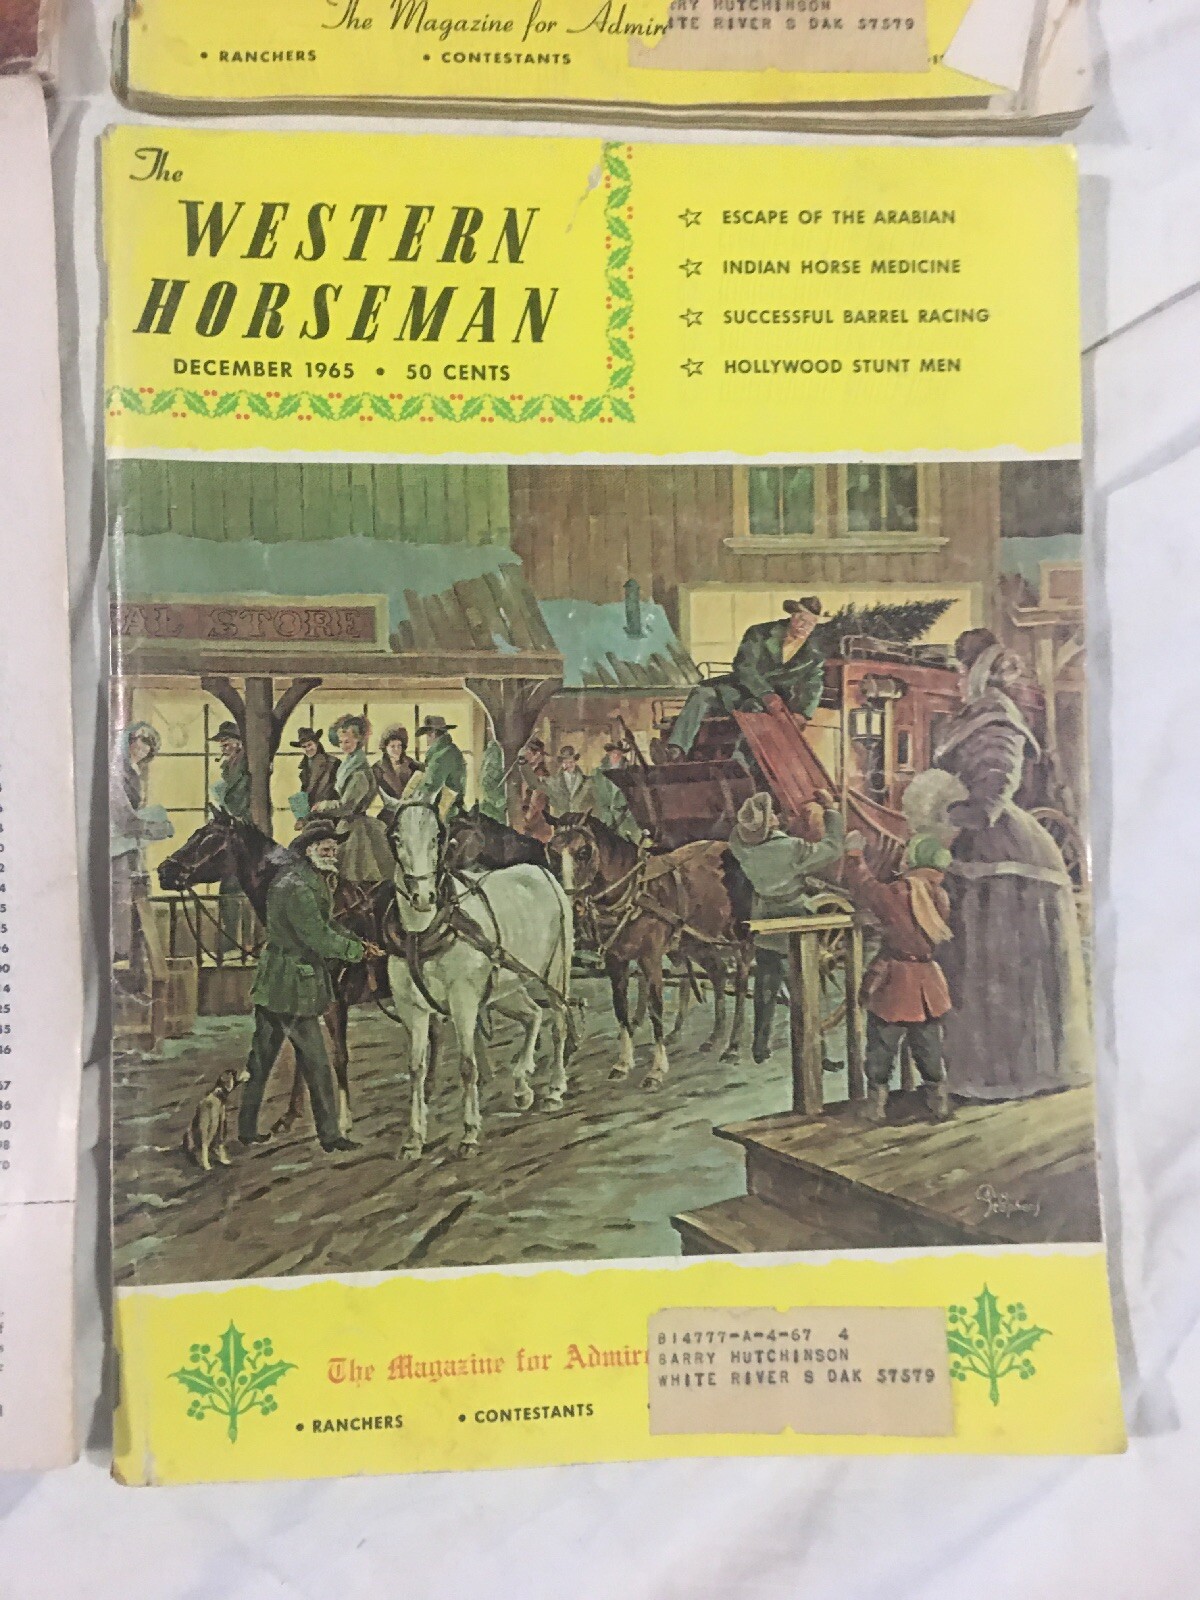 The Magazine for Admir
RRY HUTCHINSON
ITE RIVER S DAK 57579
• RANCHERS
• CONTESTANTS
The
WESTERN
HORSEMAN
DECEMBER 1965 • 50 CENTS
☆ ESCAPE OF THE ARABIAN
☆ INDIAN HORSE MEDICINE
☆ SUCCESSFUL BARREL RACING
☆ HOLLYWOOD STUNT MEN
AL STORE
The Magazine for Admir
• RANCHERS
• CONTESTANTS
814777-A-4-67 4
BARRY HUTCHINSON
WHITE RIVER S DAK 57579